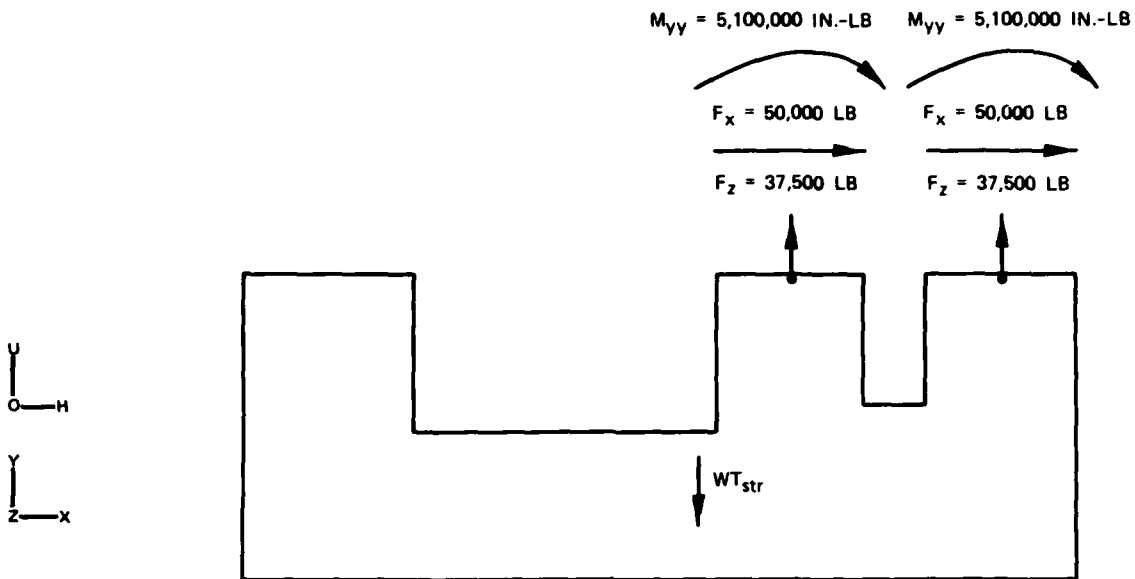 M_yy = 5,100,000 IN.-LB M_yy = 5,100,000 IN.-LB
F_x = 50,000 LB F_x = 50,000 LB
F_z = 37,500 LB F_z = 37,500 LB
U
O H
Y
Z X
WT_str